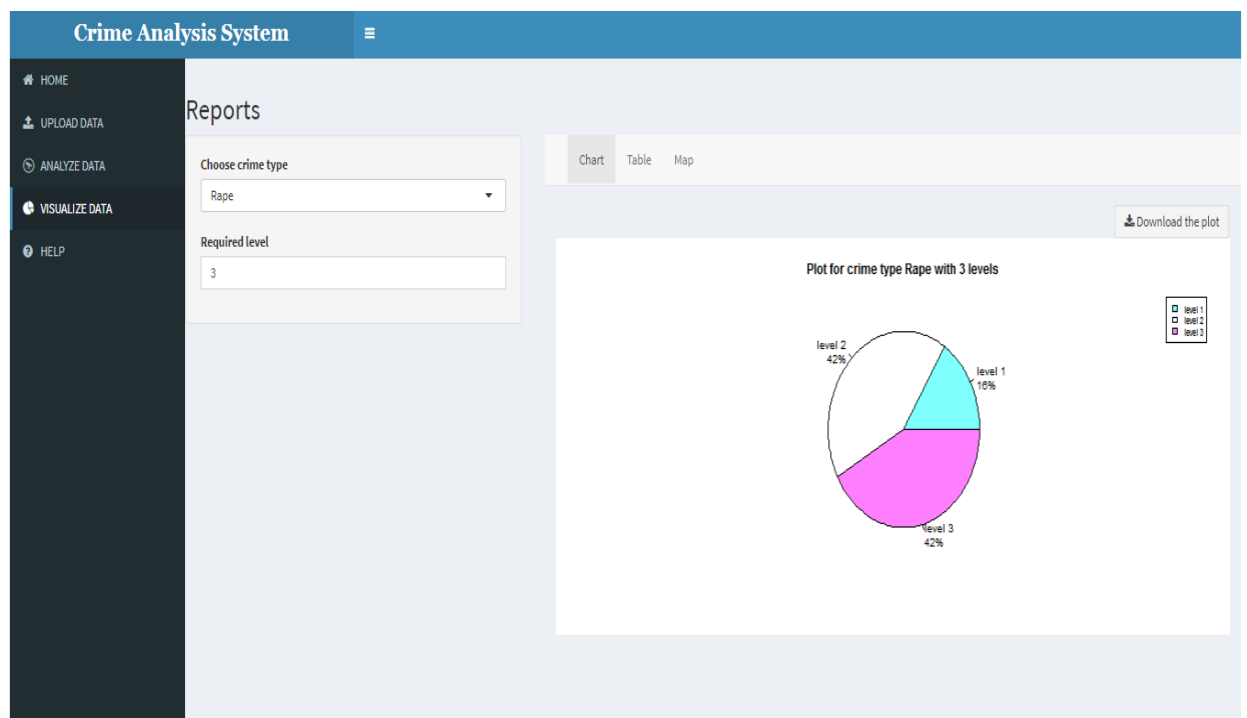 Crime Analysis System
HOME
UPLOAD DATA
ANALYZE DATA
VISUALIZE DATA
HELP
Reports
Choose crime type
Rape
Required level
3
Chart Table Map
Download the plot
Plot for crime type Rape with 3 levels
level 1
level 2
level 3
level 2
42%
level 1
16%
level 3
42%